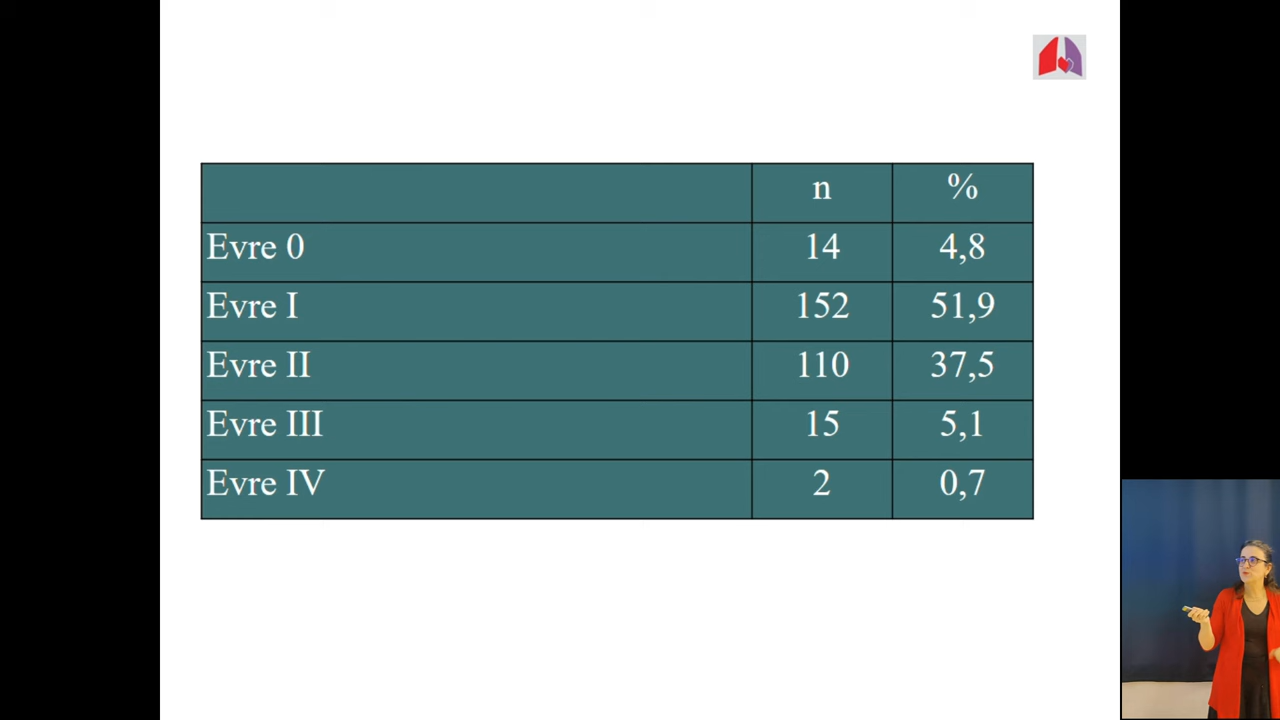 n %
Evre 0 14 4,8
Evre I 152 51,9
Evre II 110 37,5
Evre III 15 5,1
Evre IV 2 0,7